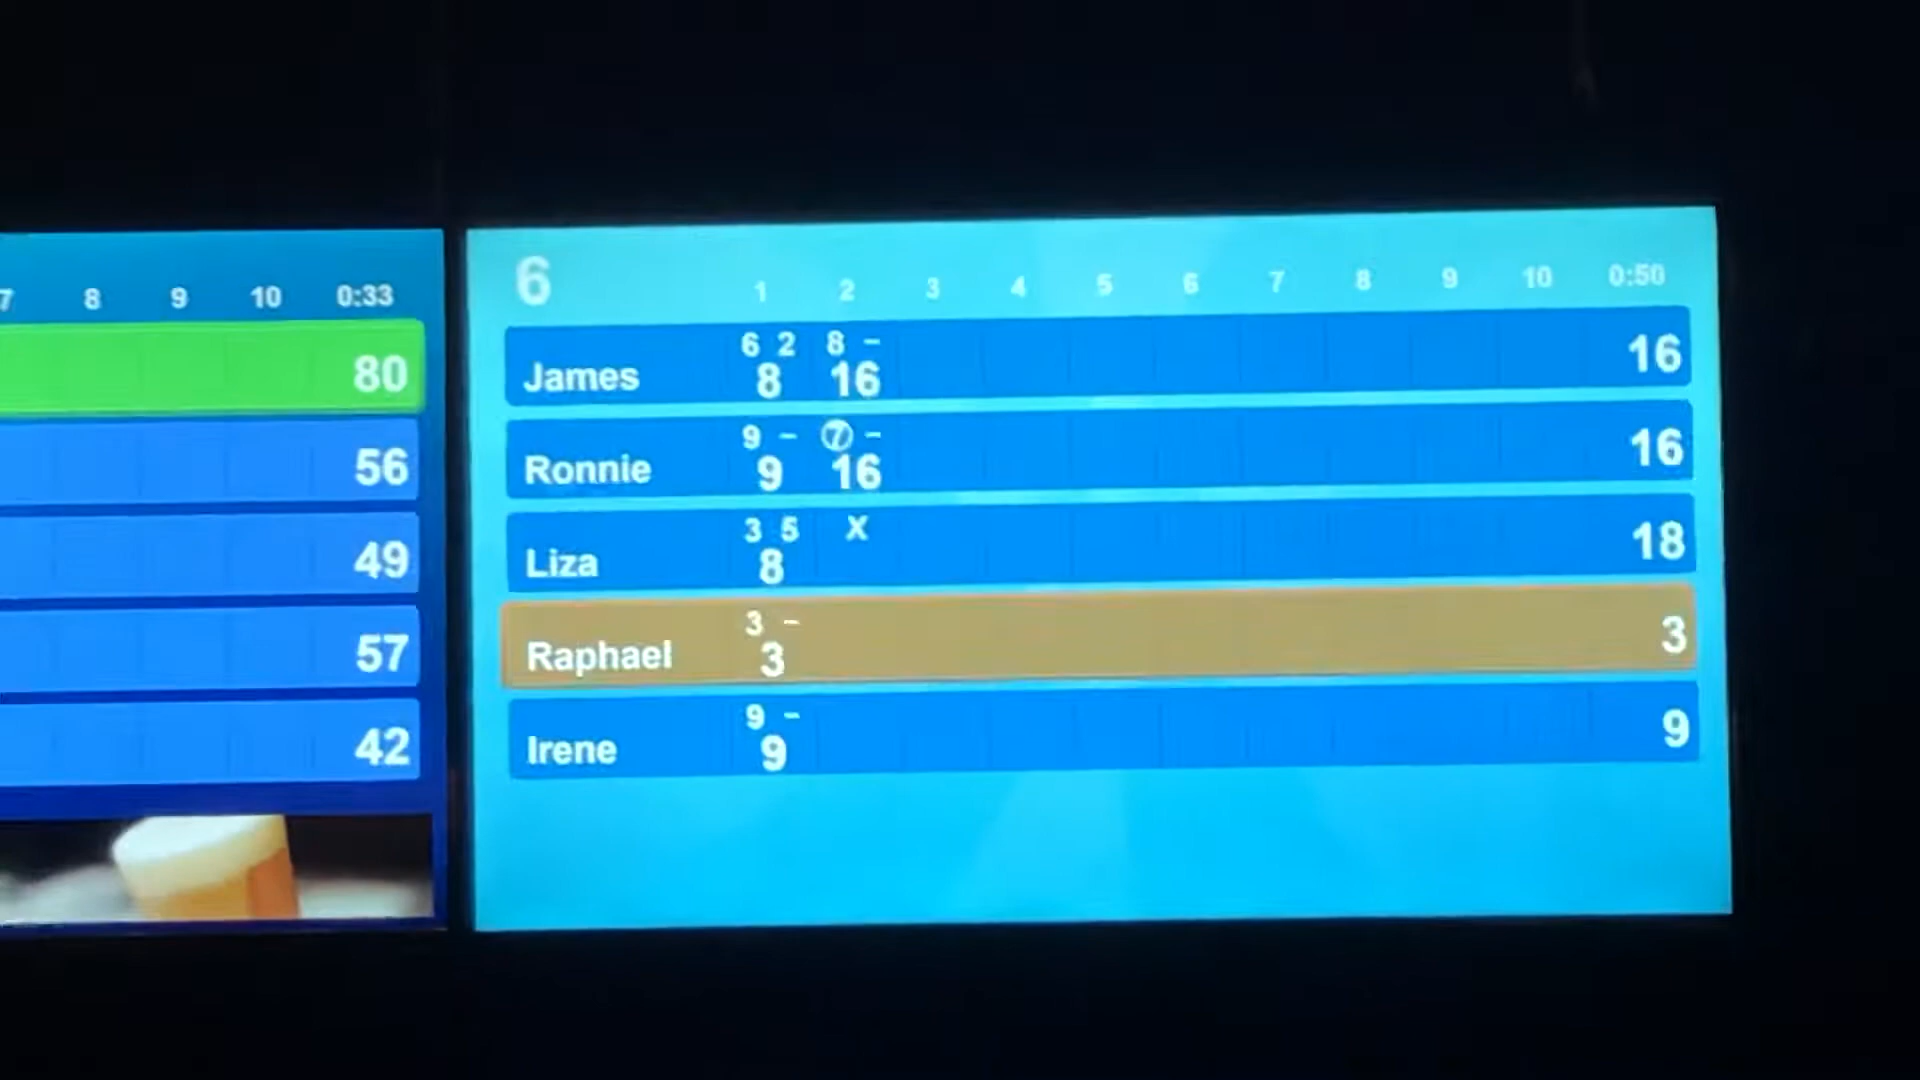 7 8 9 10 0:33
80
56
49
57
42
6 1 2 3 4 5 6 7 8 9 10 0:50
6 2 8 -
James 8 16 16
9 - 7 -
Ronnie 9 16 16
3 5 X
Liza 8 18
3 -
Raphael 3 3
9 -
Irene 9 9